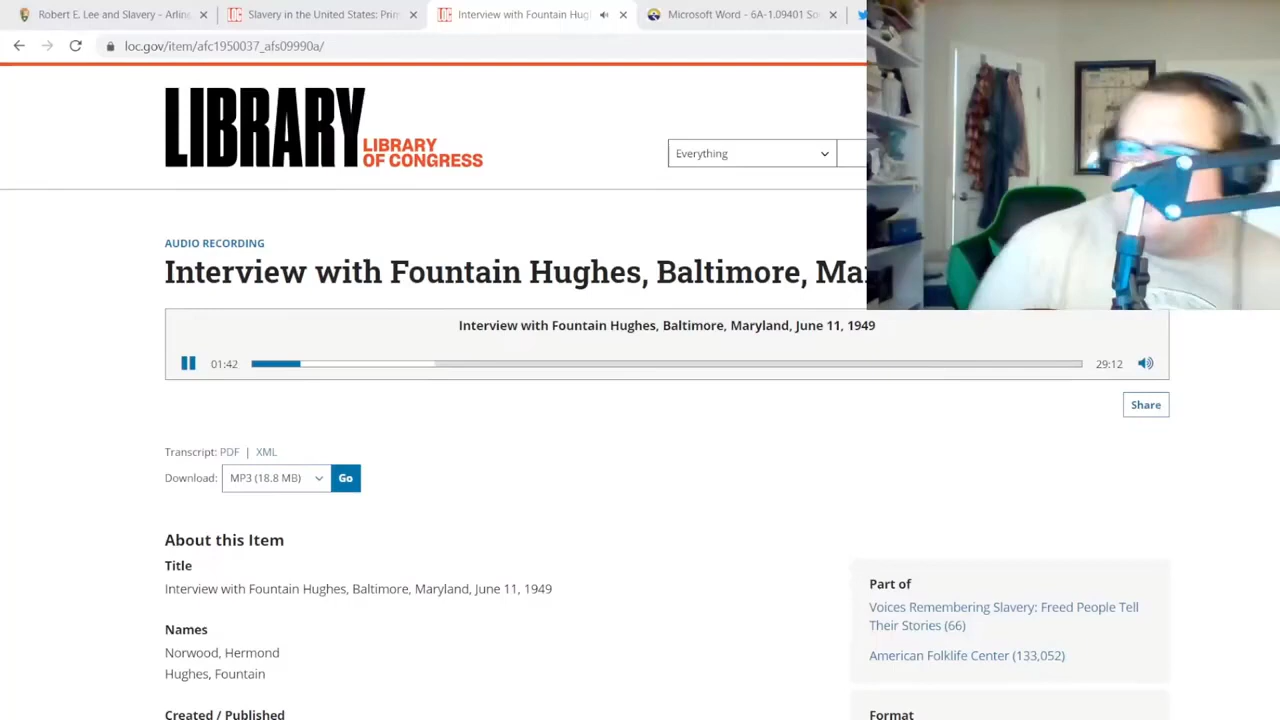 Robert E. Lee and Slavery - Arlin
Slavery in the United States: Prim
Interview with Fountain Hugh
Microsoft Word - 6A-1.09401 So
loc.gov/item/afc1950037_afs09990a/
LIBRARY
LIBRARY
OF CONGRESS
Everything
AUDIO RECORDING
Interview with Fountain Hughes, Baltimore, Ma
Interview with Fountain Hughes, Baltimore, Maryland, June 11, 1949
01:42
29:12
Share
Transcript: PDF | XML
Download: MP3 (18.8 MB) Go
About this Item
Title
Interview with Fountain Hughes, Baltimore, Maryland, June 11, 1949
Names
Norwood, Hermond
Hughes, Fountain
Created / Published
Part of
Voices Remembering Slavery: Freed People Tell
Their Stories (66)
American Folklife Center (133,052)
Format